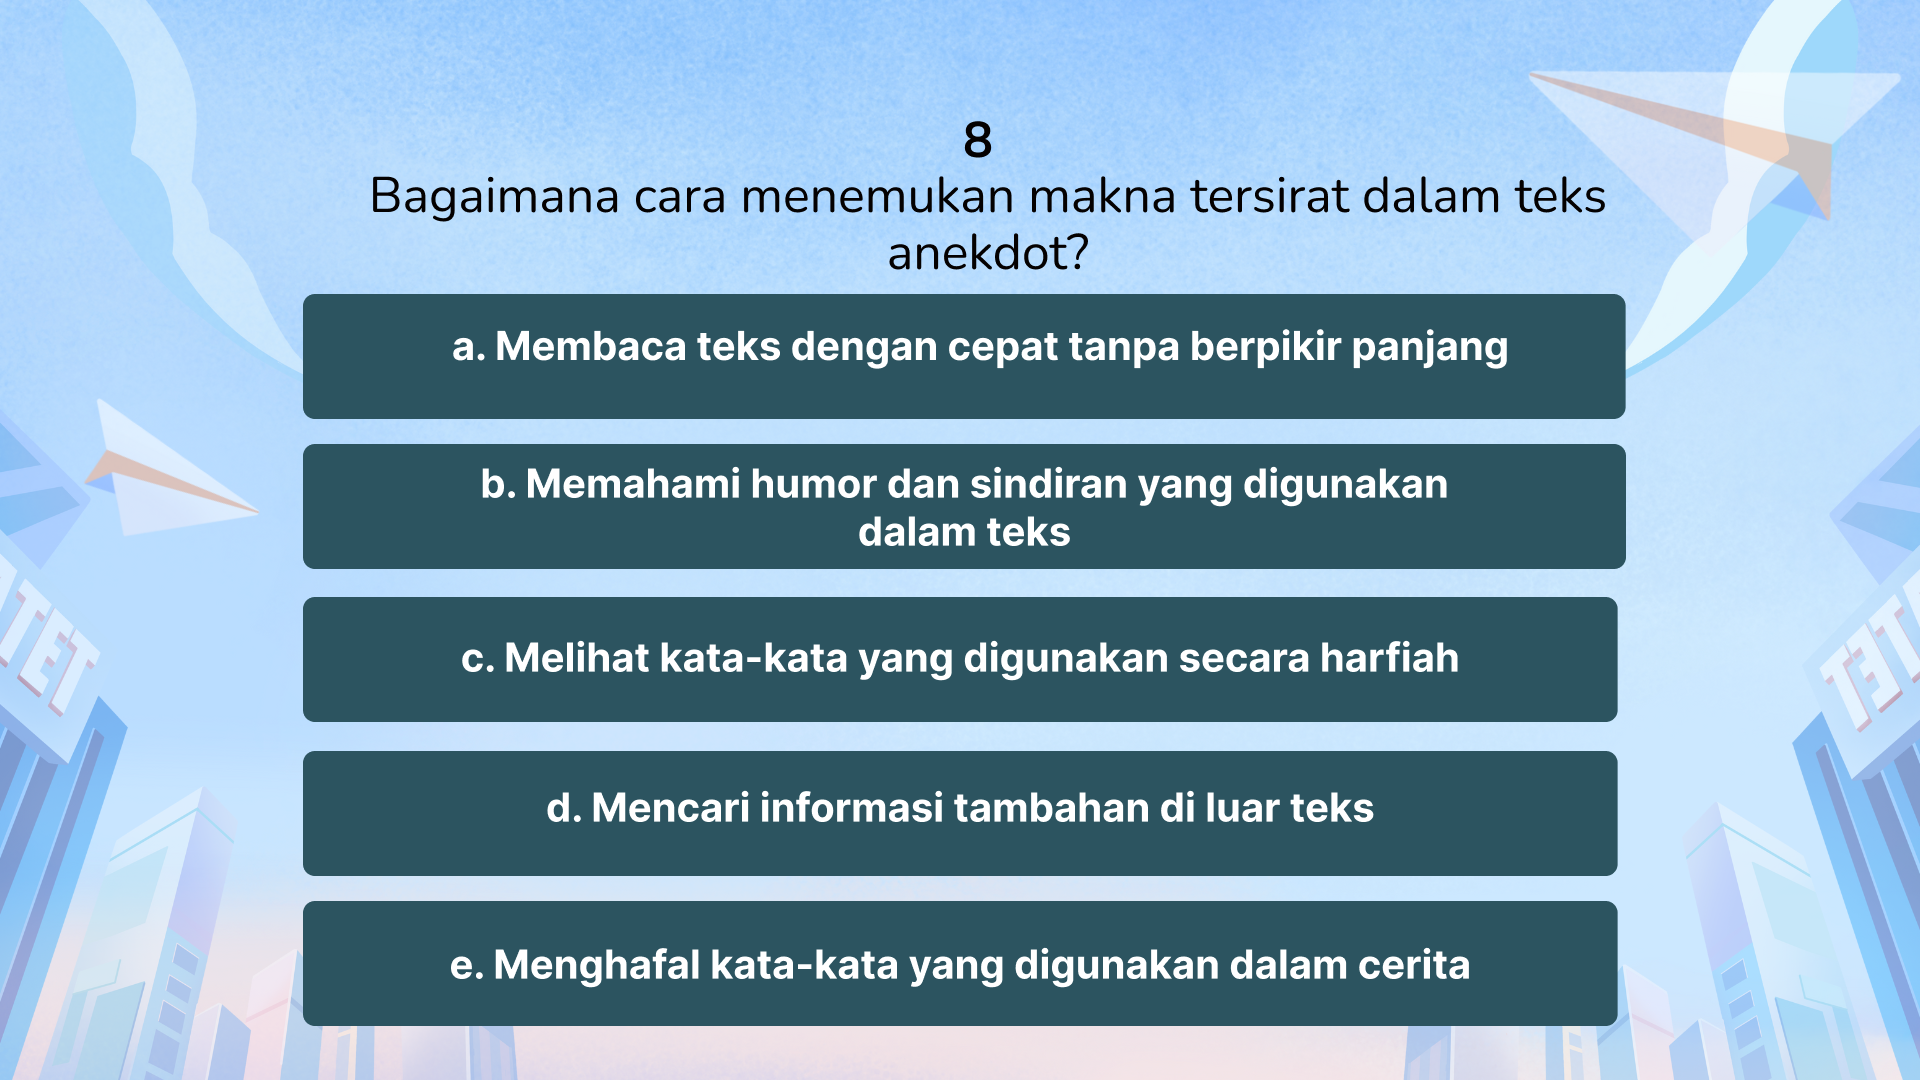 8
Bagaimana cara menemukan makna tersirat dalam teks
anekdot?
a. Membaca teks dengan cepat tanpa berpikir panjang
b. Memahami humor dan sindiran yang digunakan
dalam teks
c. Melihat kata-kata yang digunakan secara harfiah
d. Mencari informasi tambahan di luar teks
e. Menghafal kata-kata yang digunakan dalam cerita